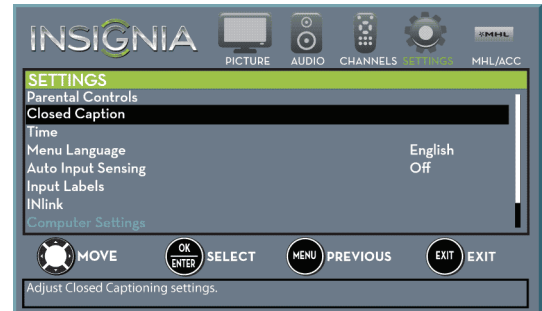 INSIGNIA
PICTURE AUDIO CHANNELS SETTINGS MHL/ACC
MHL
SETTINGS
Parental Controls
Closed Caption
Time
Menu Language English
Auto Input Sensing Off
Input Labels
INlink
Computer Settings
MOVE OK ENTER SELECT MENU PREVIOUS EXIT EXIT
Adjust Closed Captioning settings.